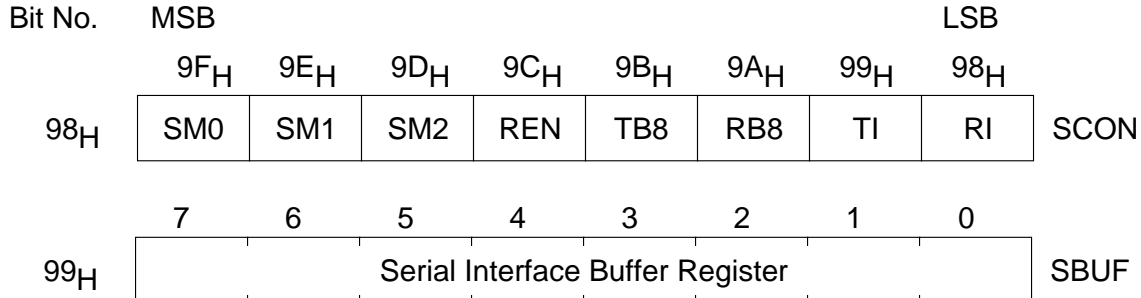 Bit No. MSB LSB
9FH 9EH 9DH 9CH 9BH 9AH 99H 98H
98H SM0 SM1 SM2 REN TB8 RB8 TI RI SCON
7 6 5 4 3 2 1 0
99H Serial Interface Buffer Register SBUF